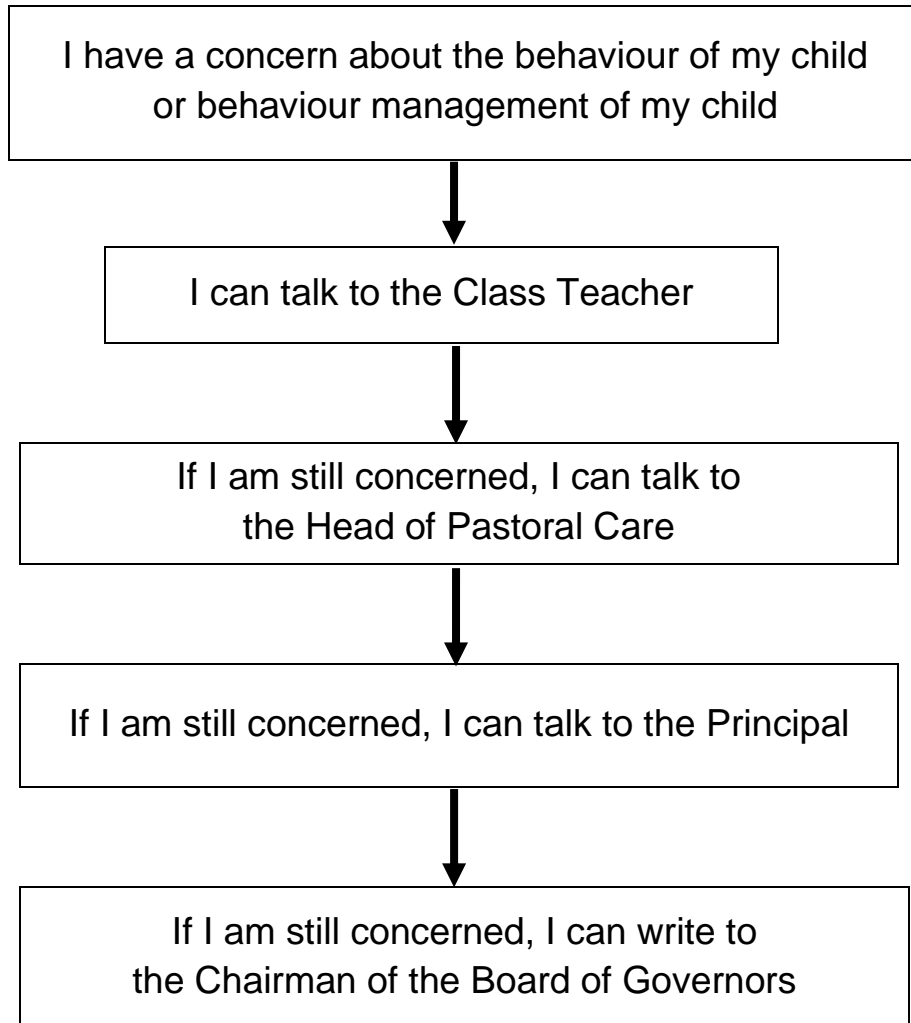 I have a concern about the behaviour of my child
or behaviour management of my child
I can talk to the Class Teacher
If I am still concerned, I can talk to
the Head of Pastoral Care
If I am still concerned, I can talk to the Principal
If I am still concerned, I can write to
the Chairman of the Board of Governors